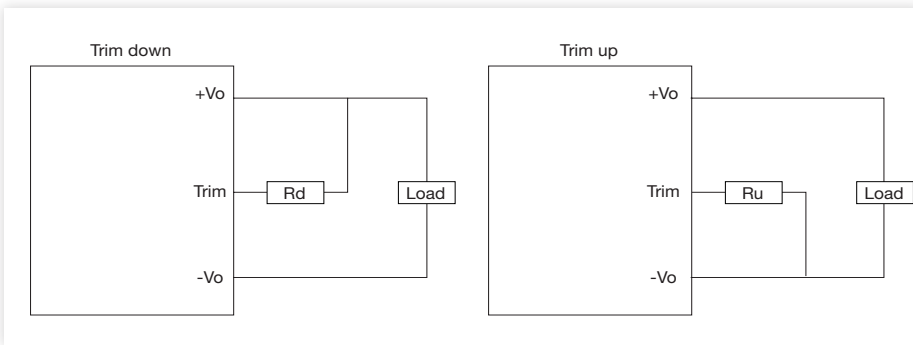 Trim down
+Vo
Trim
Rd
Load
-Vo
Trim up
+Vo
Trim
Ru
Load
-Vo